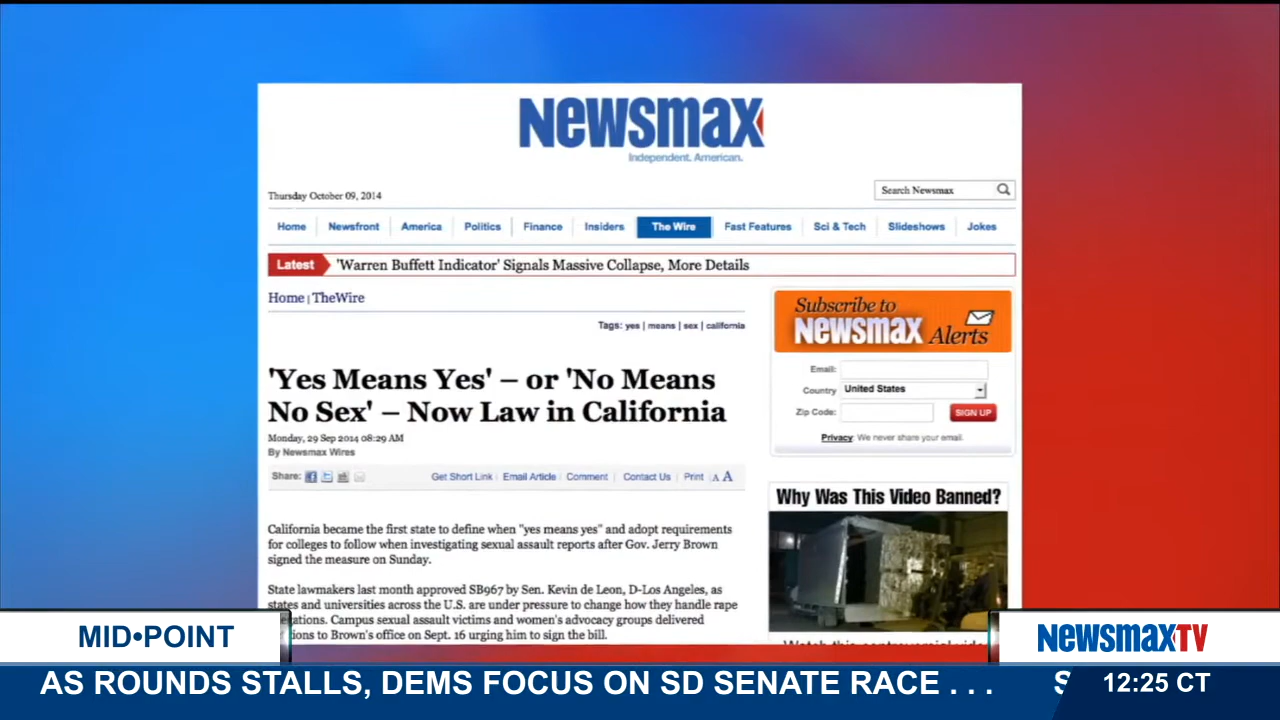 NEWSMAX
Independent. American.
Thursday October 09, 2014
Search Newsmax
Home Newsfront America Politics Finance Insiders The Wire Fast Features Sci & Tech Slideshows Jokes
Latest 'Warren Buffett Indicator' Signals Massive Collapse, More Details
Home | TheWire
Tags: yes | means | sex | california
'Yes Means Yes' – or 'No Means
No Sex' – Now Law in California
Monday, 29 Sep 2014 08:29 AM
By Newsmax Wires
Share: Get Short Link | Email Article | Comment | Contact Us | Print | A A
California became the first state to define when "yes means yes" and adopt requirements
for colleges to follow when investigating sexual assault reports after Gov. Jerry Brown
signed the measure on Sunday.
State lawmakers last month approved SB967 by Sen. Kevin de Leon, D-Los Angeles, as
states and universities across the U.S. are under pressure to change how they handle rape
Campus sexual assault victims and women's advocacy groups delivered
to Brown's office on Sept. 16 urging him to sign the bill.
Subscribe to
NEWSMAX
Alerts
Email:
Country United States
Zip Code: SIGN UP
Privacy: We never share your email.
Why Was This Video Banned?
MID•POINT
NEWSMAXTV
AS ROUNDS STALLS, DEMS FOCUS ON SD SENATE RACE . . .
12:25 CT